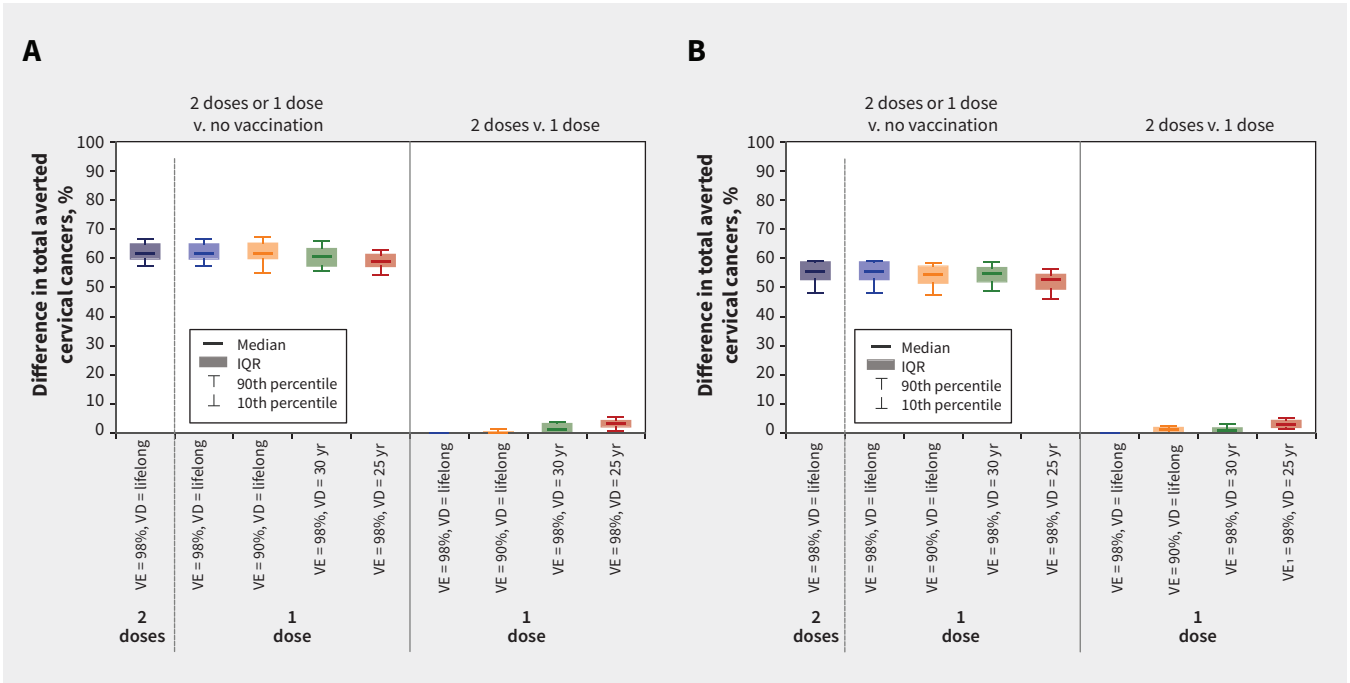 A
2 doses or 1 dose
v. no vaccination
2 doses v. 1 dose
Difference in total averted
cervical cancers, %
100
90
80
70
60
50
40
30
20
10
0
Median
IQR
90th percentile
10th percentile
VE = 98%, VD = lifelong
VE = 98%, VD = lifelong
VE = 90%, VD = lifelong
VE = 98%, VD = 30 yr
VE = 98%, VD = 25 yr
VE = 98%, VD = lifelong
VE = 90%, VD = lifelong
VE = 98%, VD = 30 yr
VE = 98%, VD = 25 yr
2
doses
1
dose
1
dose
B
2 doses or 1 dose
v. no vaccination
2 doses v. 1 dose
Difference in total averted
cervical cancers, %
100
90
80
70
60
50
40
30
20
10
0
Median
IQR
90th percentile
10th percentile
VE = 98%, VD = lifelong
VE = 98%, VD = lifelong
VE = 90%, VD = lifelong
VE = 98%, VD = 30 yr
VE = 98%, VD = 25 yr
VE = 98%, VD = lifelong
VE = 90%, VD = lifelong
VE = 98%, VD = 30 yr
VE₁ = 98%, VD = 25 yr
2
doses
1
dose
1
dose